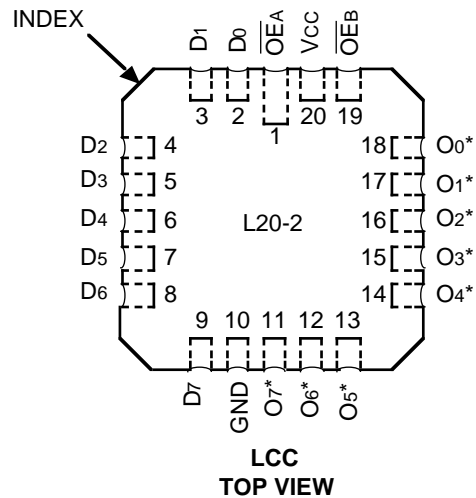 INDEX
D1 D0 O̅E̅A VCC O̅E̅B
3 2 1 20 19
D2 4 18 O0*
D3 5 17 O1*
D4 6 L20-2 16 O2*
D5 7 15 O3*
D6 8 14 O4*
9 10 11 12 13
D7 GND O7* O6* O5*
LCC
TOP VIEW